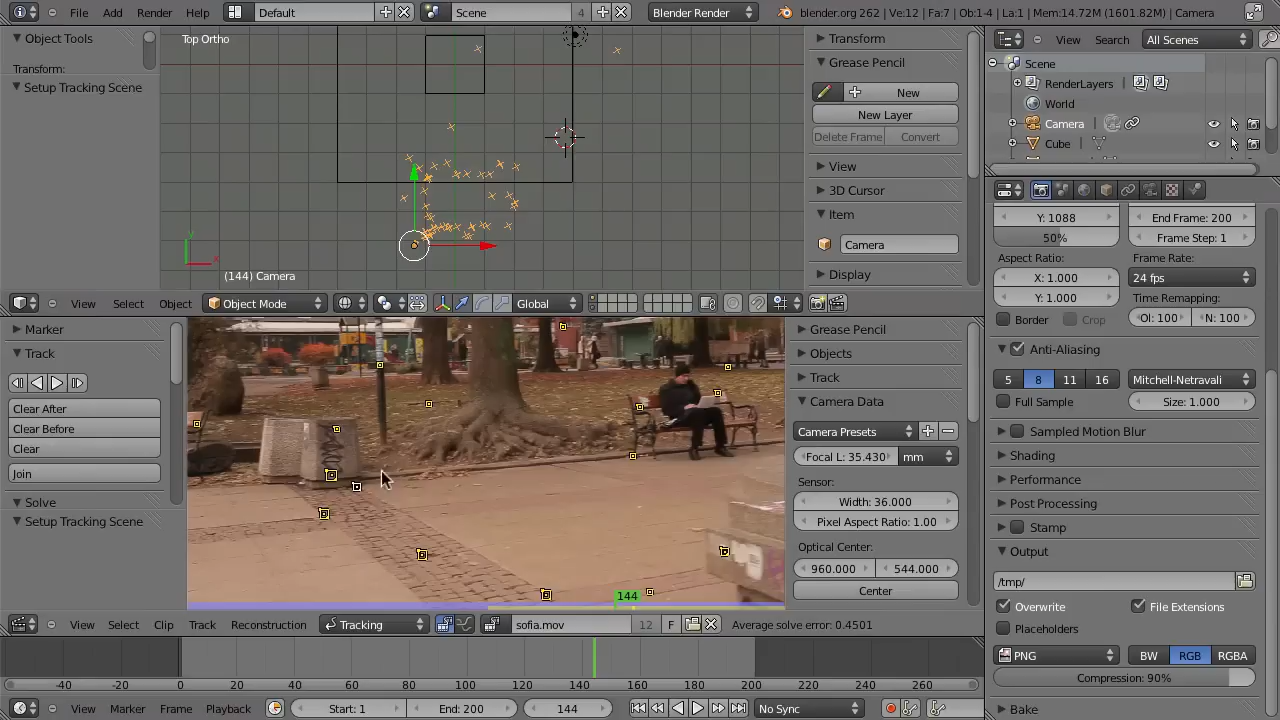 File Add Render Help Default Scene 4 Blender Render blender.org 262 | Ve:12 | Fa:7 | Ob:1-4 | La:1 | Mem:14.72M (1601.82M) | Camera
Object Tools
Transform:
Setup Tracking Scene
Top Ortho
(144) Camera
Transform
Grease Pencil
New
New Layer
Delete Frame Convert
View
3D Cursor
Item
Camera
Display
View Search All Scenes
Scene
RenderLayers
World
Camera
Cube
View Select Object Object Mode Global
Marker
Track
Clear After
Clear Before
Clear
Join
Solve
Setup Tracking Scene
144
Grease Pencil
Objects
Track
Camera Data
Camera Presets
Focal L: 35.430 mm
Sensor:
Width: 36.000
Pixel Aspect Ratio: 1.00
Optical Center:
960.000 544.000
Center
Y: 1088 End Frame: 200
50% Frame Step: 1
Aspect Ratio: Frame Rate:
X: 1.000 24 fps
Y: 1.000 Time Remapping:
Border Crop Ol: 100 N: 100
Anti-Aliasing
5 8 11 16 Mitchell-Netravali
Full Sample Size: 1.000
Sampled Motion Blur
Shading
Performance
Post Processing
Stamp
Output
/tmp/
Overwrite File Extensions
Placeholders
PNG BW RGB RGBA
Compression: 90%
Bake
View Select Clip Track Reconstruction Tracking sofia.mov 12 F Average solve error: 0.4501
-40 -20 0 20 40 60 80 100 120 140 160 180 200 220 240 260
View Marker Frame Playback Start: 1 End: 200 144 No Sync